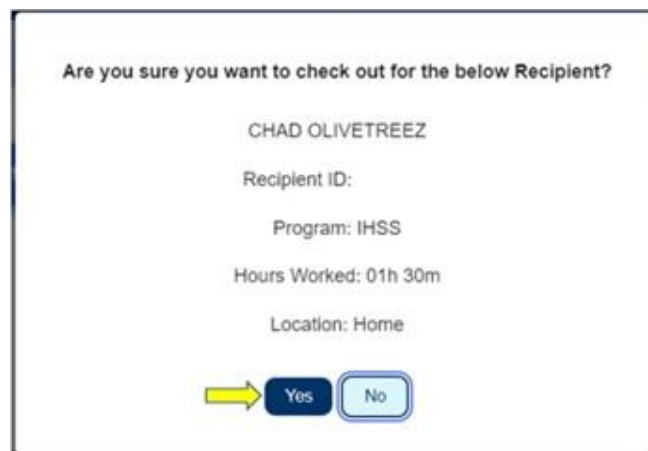 Are you sure you want to check out for the below Recipient?
CHAD OLIVETREEZ
Recipient ID:
Program: IHSS
Hours Worked: 01h 30m
Location: Home
Yes No